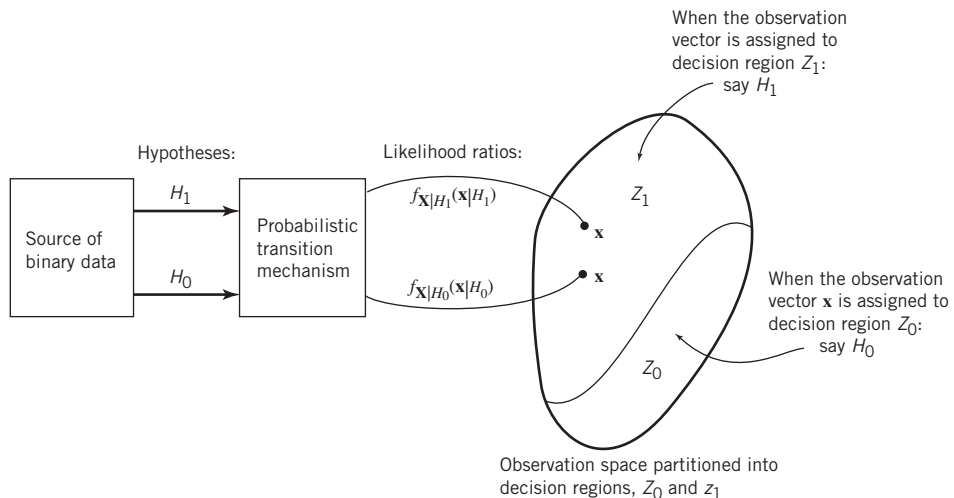 When the observation
vector is assigned to
decision region Z₁:
say H₁
Hypotheses:
Likelihood ratios:
H₁
f_X|H₁(x|H₁)
Z₁
Source of
binary data
Probabilistic
transition
mechanism
x
x
H₀
f_X|H₀(x|H₀)
When the observation
vector x is assigned to
decision region Z₀:
say H₀
Z₀
Observation space partitioned into
decision regions, Z₀ and z₁